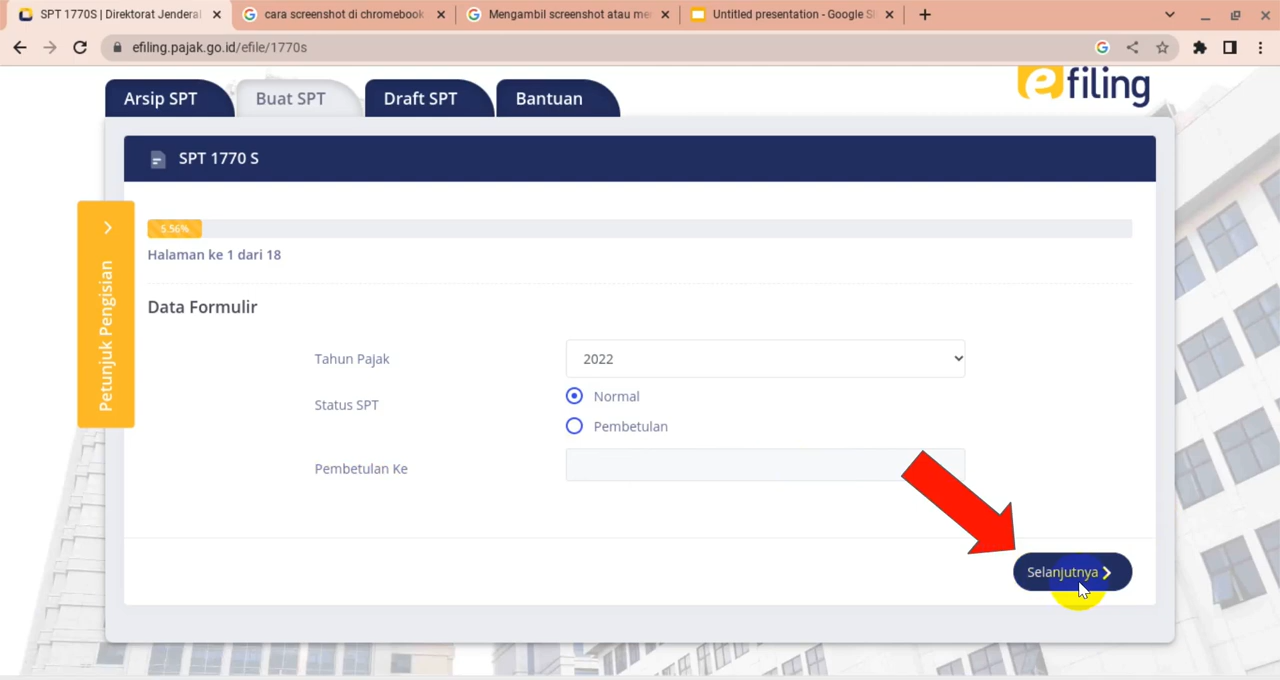 SPT 1770S | Direktorat Jenderal
cara screenshot di chromebook
Mengambil screenshot atau me
Untitled presentation - Google Sl
efiling.pajak.go.id/efile/1770s
Arsip SPT
Buat SPT
Draft SPT
Bantuan
efiling
SPT 1770 S
Petunjuk Pengisian
5.56%
Halaman ke 1 dari 18
Data Formulir
Tahun Pajak
2022
Status SPT
Normal
Pembetulan
Pembetulan Ke
Selanjutnya